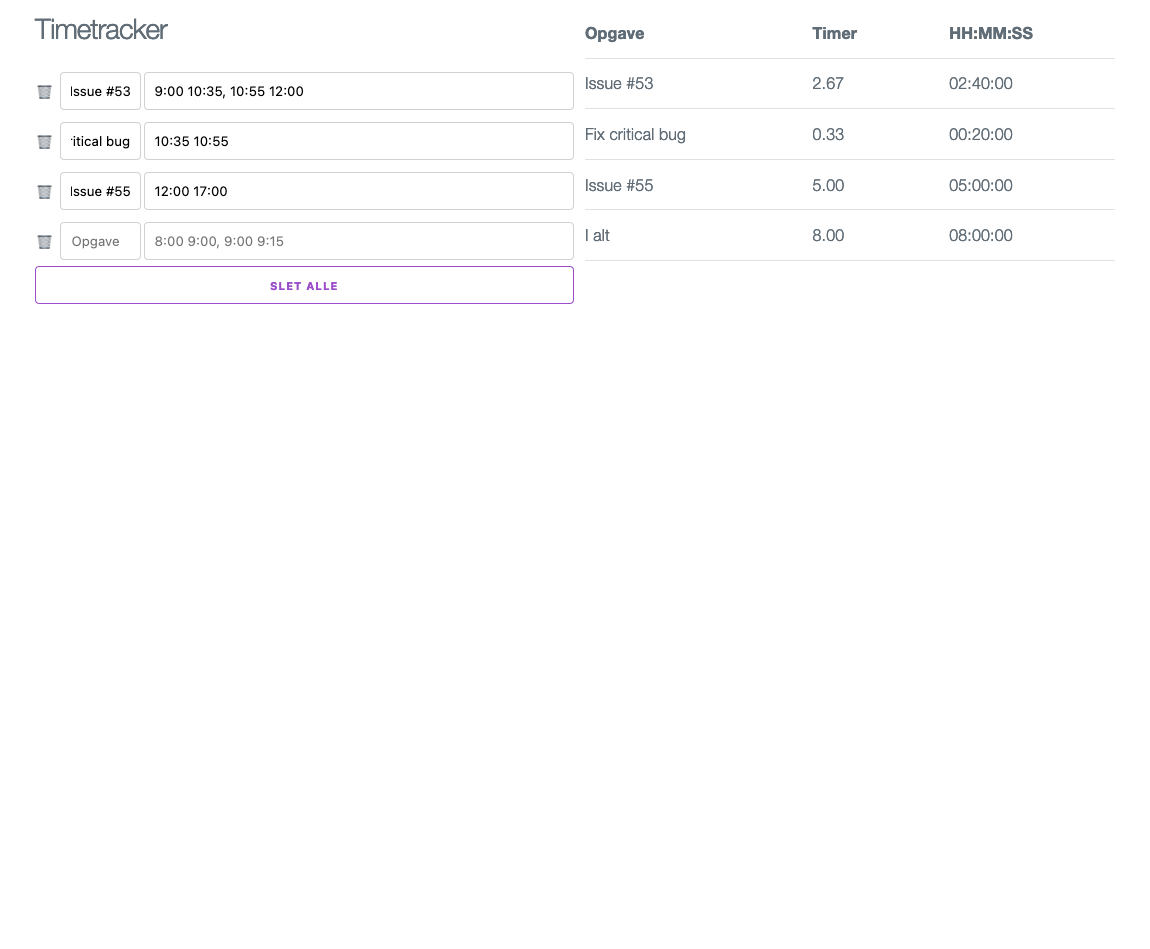 Timetracker
Issue #53 9:00 10:35, 10:55 12:00
itical bug 10:35 10:55
Issue #55 12:00 17:00
Opgave 8:00 9:00, 9:00 9:15
SLET ALLE
Opgave Timer HH:MM:SS
Issue #53 2.67 02:40:00
Fix critical bug 0.33 00:20:00
Issue #55 5.00 05:00:00
I alt 8.00 08:00:00